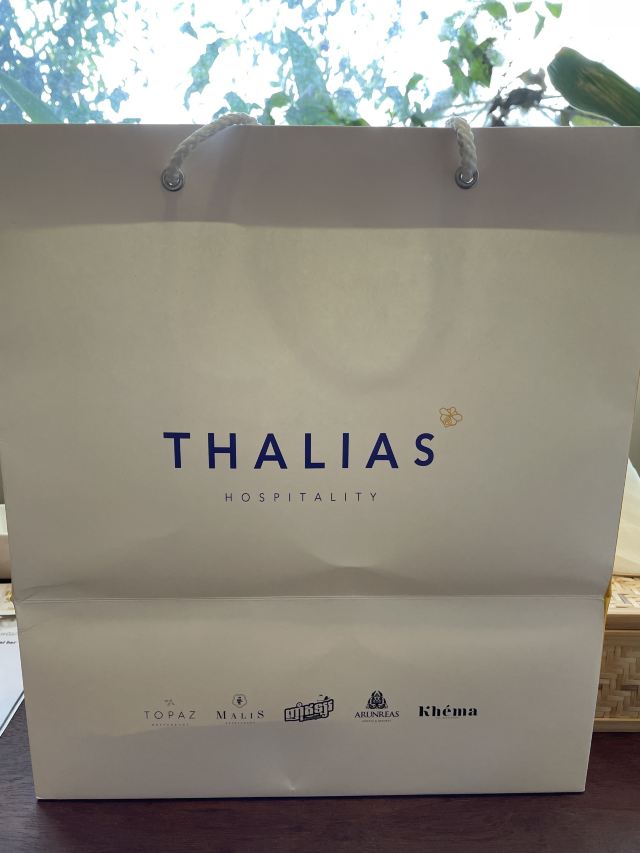 THALIAS
HOSPITALITY
TOPAZ
MALIS
ARUNREAS
Khéma